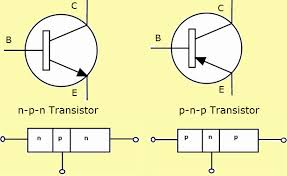 C
C
B
B
E
E
n-p-n Transistor
p-n-p Transistor
n p n
p n p